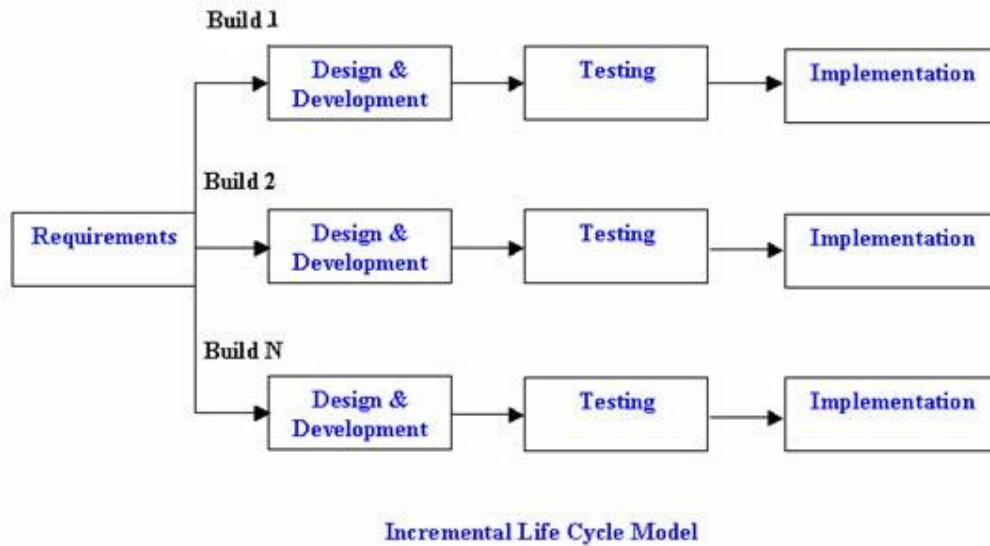 Build 1
Design &
Development
Testing
Implementation
Build 2
Requirements
Design &
Development
Testing
Implementation
Build N
Design &
Development
Testing
Implementation
Incremental Life Cycle Model